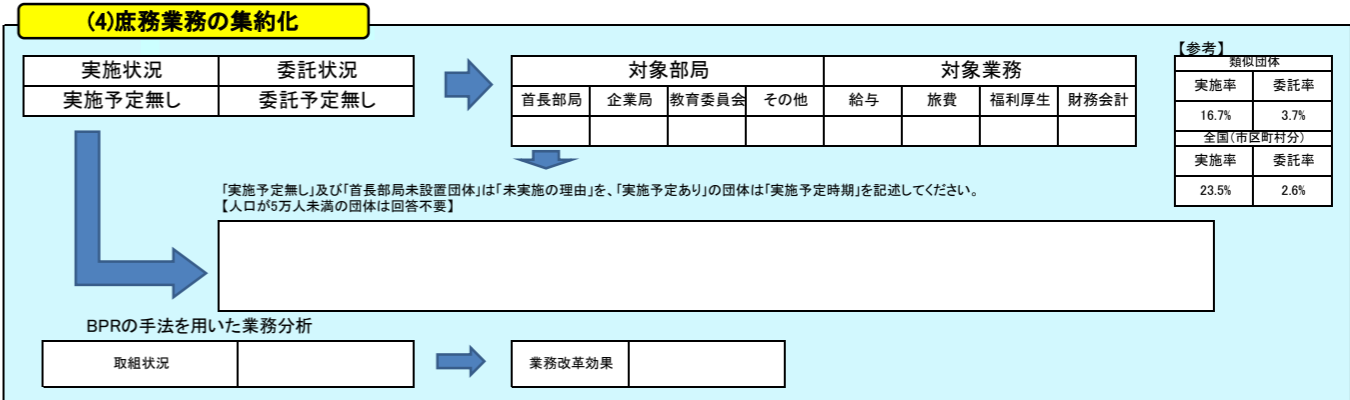 (4)庶務業務の集約化
実施状況 委託状況
実施予定無し 委託予定無し
対象部局 対象業務
首長部局 企業局 教育委員会 その他 給与 旅費 福利厚生 財務会計
【参考】
類似団体
実施率 委託率
16.7% 3.7%
全国(市区町村分)
実施率 委託率
23.5% 2.6%
「実施予定無し」及び「首長部局未設置団体」は「未実施の理由」を、「実施予定あり」の団体は「実施予定時期」を記述してください。
【人口が5万人未満の団体は回答不要】
BPRの手法を用いた業務分析
取組状況
業務改革効果